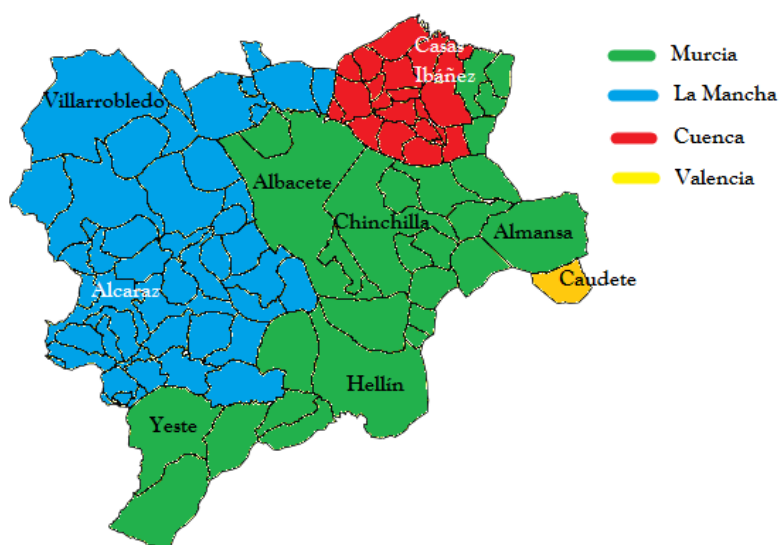 Casas
Ibáñez
Villarrobledo
Albacete
Chinchilla
Almansa
Caudete
Alcaraz
Hellín
Yeste
Murcia
La Mancha
Cuenca
Valencia